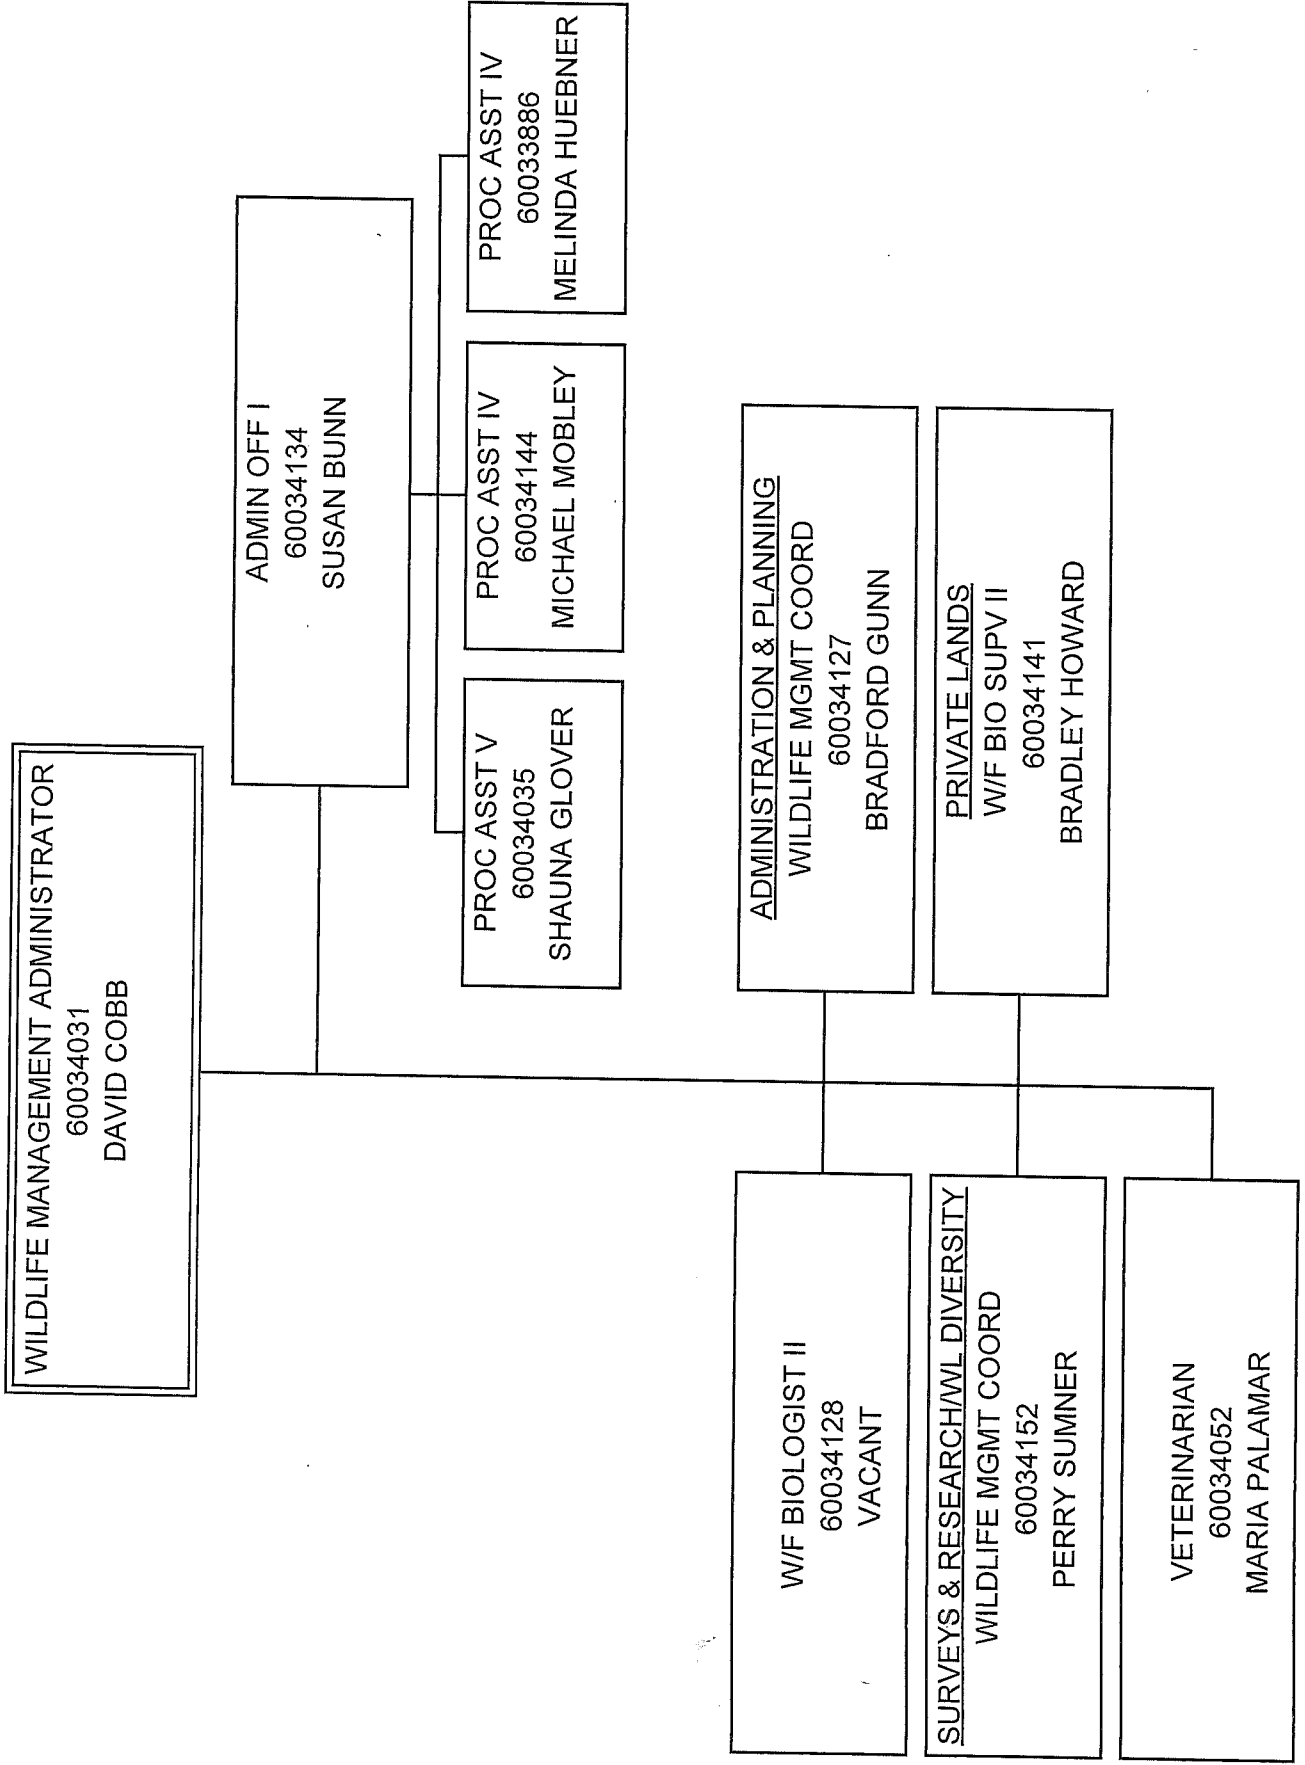 WILDLIFE MANAGEMENT ADMINISTRATOR
60034031
DAVID COBB
ADMIN OFF I
60034134
SUSAN BUNN
PROC ASST V
60034035
SHAUNA GLOVER
PROC ASST IV
60034144
MICHAEL MOBLEY
PROC ASST IV
60033886
MELINDA HUEBNER
W/F BIOLOGIST II
60034128
VACANT
ADMINISTRATION & PLANNING
WILDLIFE MGMT COORD
60034127
BRADFORD GUNN
SURVEYS & RESEARCH/WL DIVERSITY
WILDLIFE MGMT COORD
60034152
PERRY SUMNER
PRIVATE LANDS
W/F BIO SUPV II
60034141
BRADLEY HOWARD
VETERINARIAN
60034052
MARIA PALAMAR